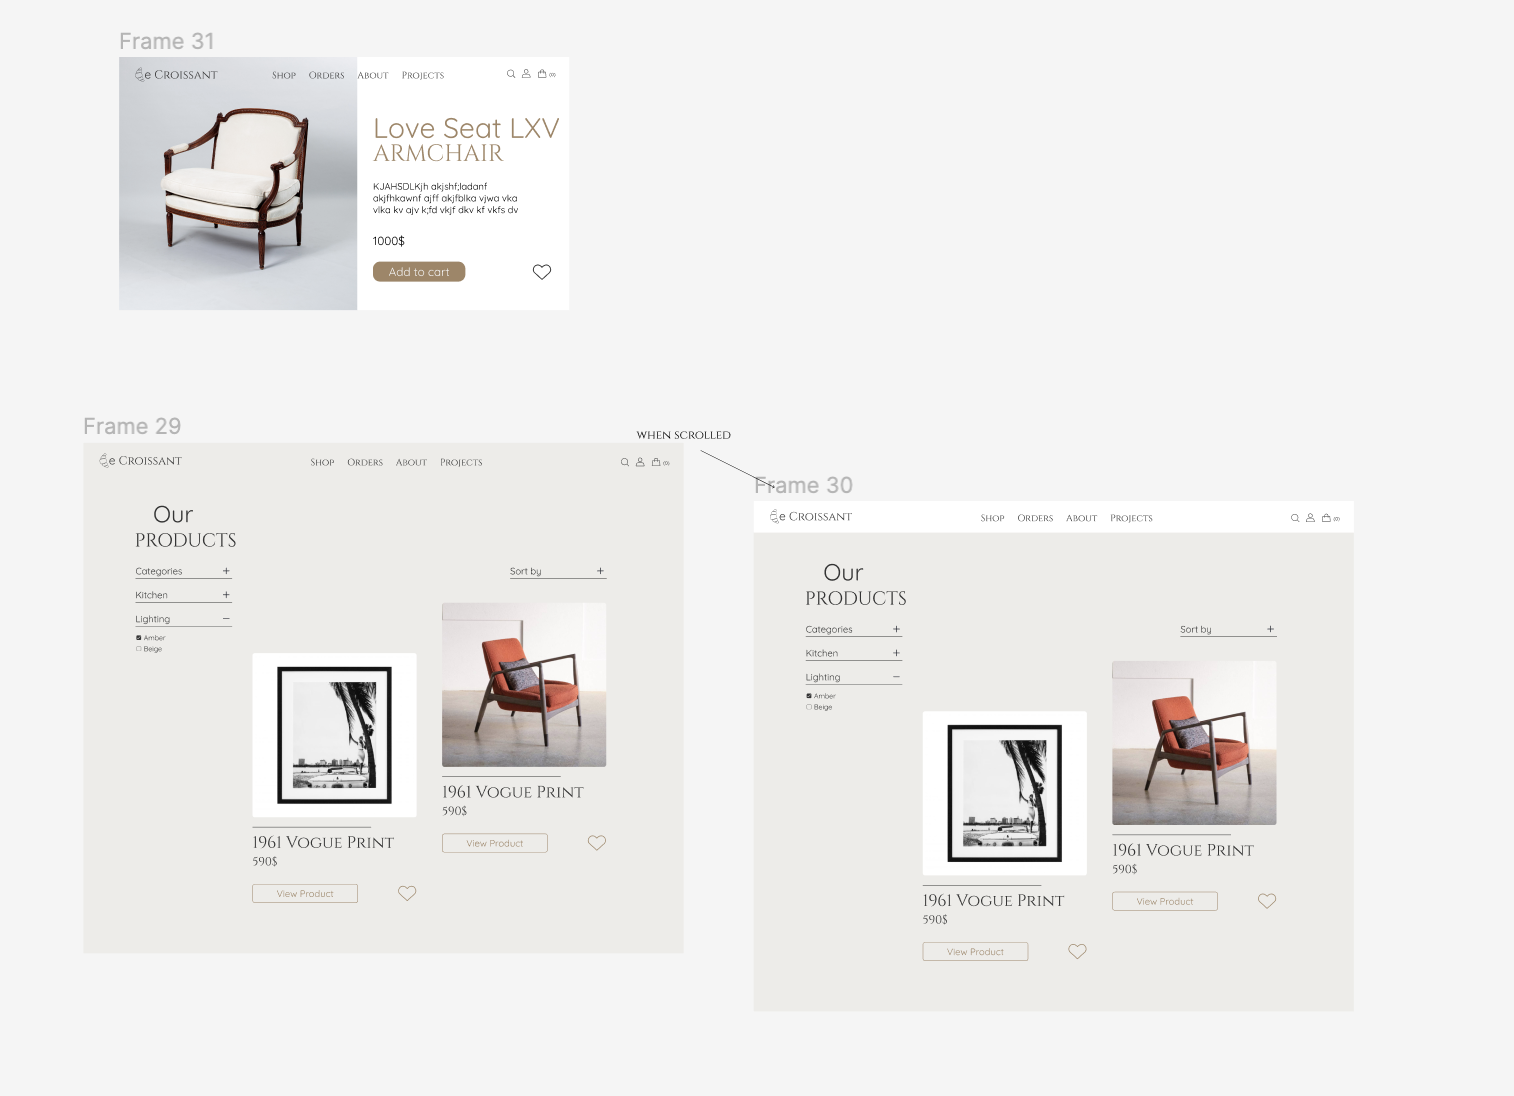 Frame 31
Le Croissant
Shop Orders About Projects
(0)
Love Seat LXV
ARMCHAIR
KJAHSDLKjh akjshf;ladanf
akjfhkawnf ajff akjfblka vjwa vka
vlka kv ajv k;fd vkjf dkv kf vkfs dv
1000$
Add to cart
Frame 29
WHEN SCROLLED
Le Croissant
Shop Orders About Projects
(0)
Our
PRODUCTS
Categories
Sort by
Kitchen
Lighting
Amber
Beige
1961 Vogue Print
590$
View Product
1961 Vogue Print
590$
View Product
Frame 30
Le Croissant
Shop Orders About Projects
(0)
Our
PRODUCTS
Categories
Sort by
Kitchen
Lighting
Amber
Beige
1961 Vogue Print
590$
View Product
1961 Vogue Print
590$
View Product